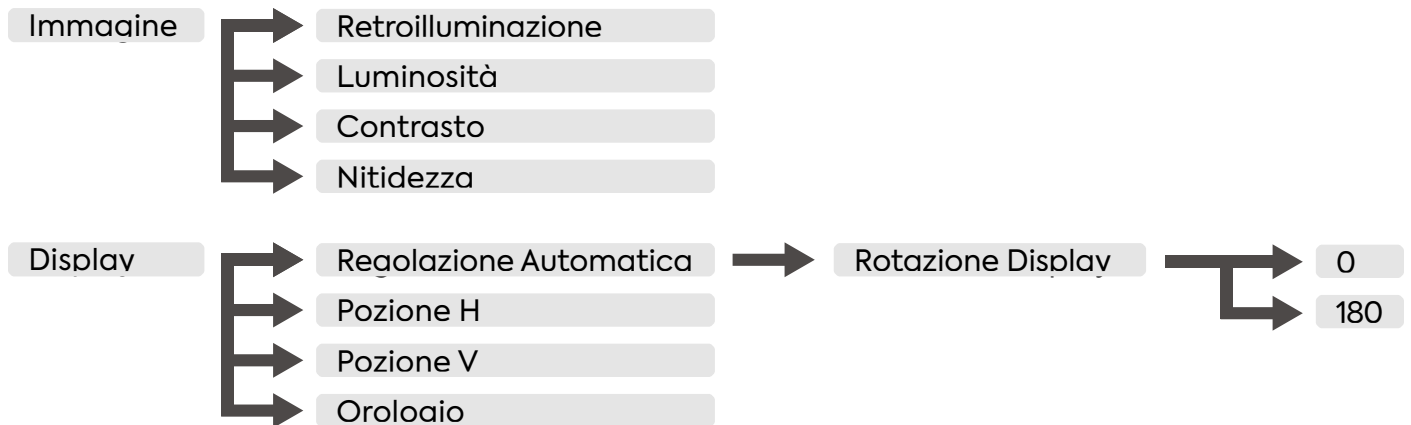 Immagine
Retroilluminazione
Luminosità
Contrasto
Nitidezza
Display
Regolazione Automatica
Rotazione Display
0
Pozione H
180
Pozione V
Orologio